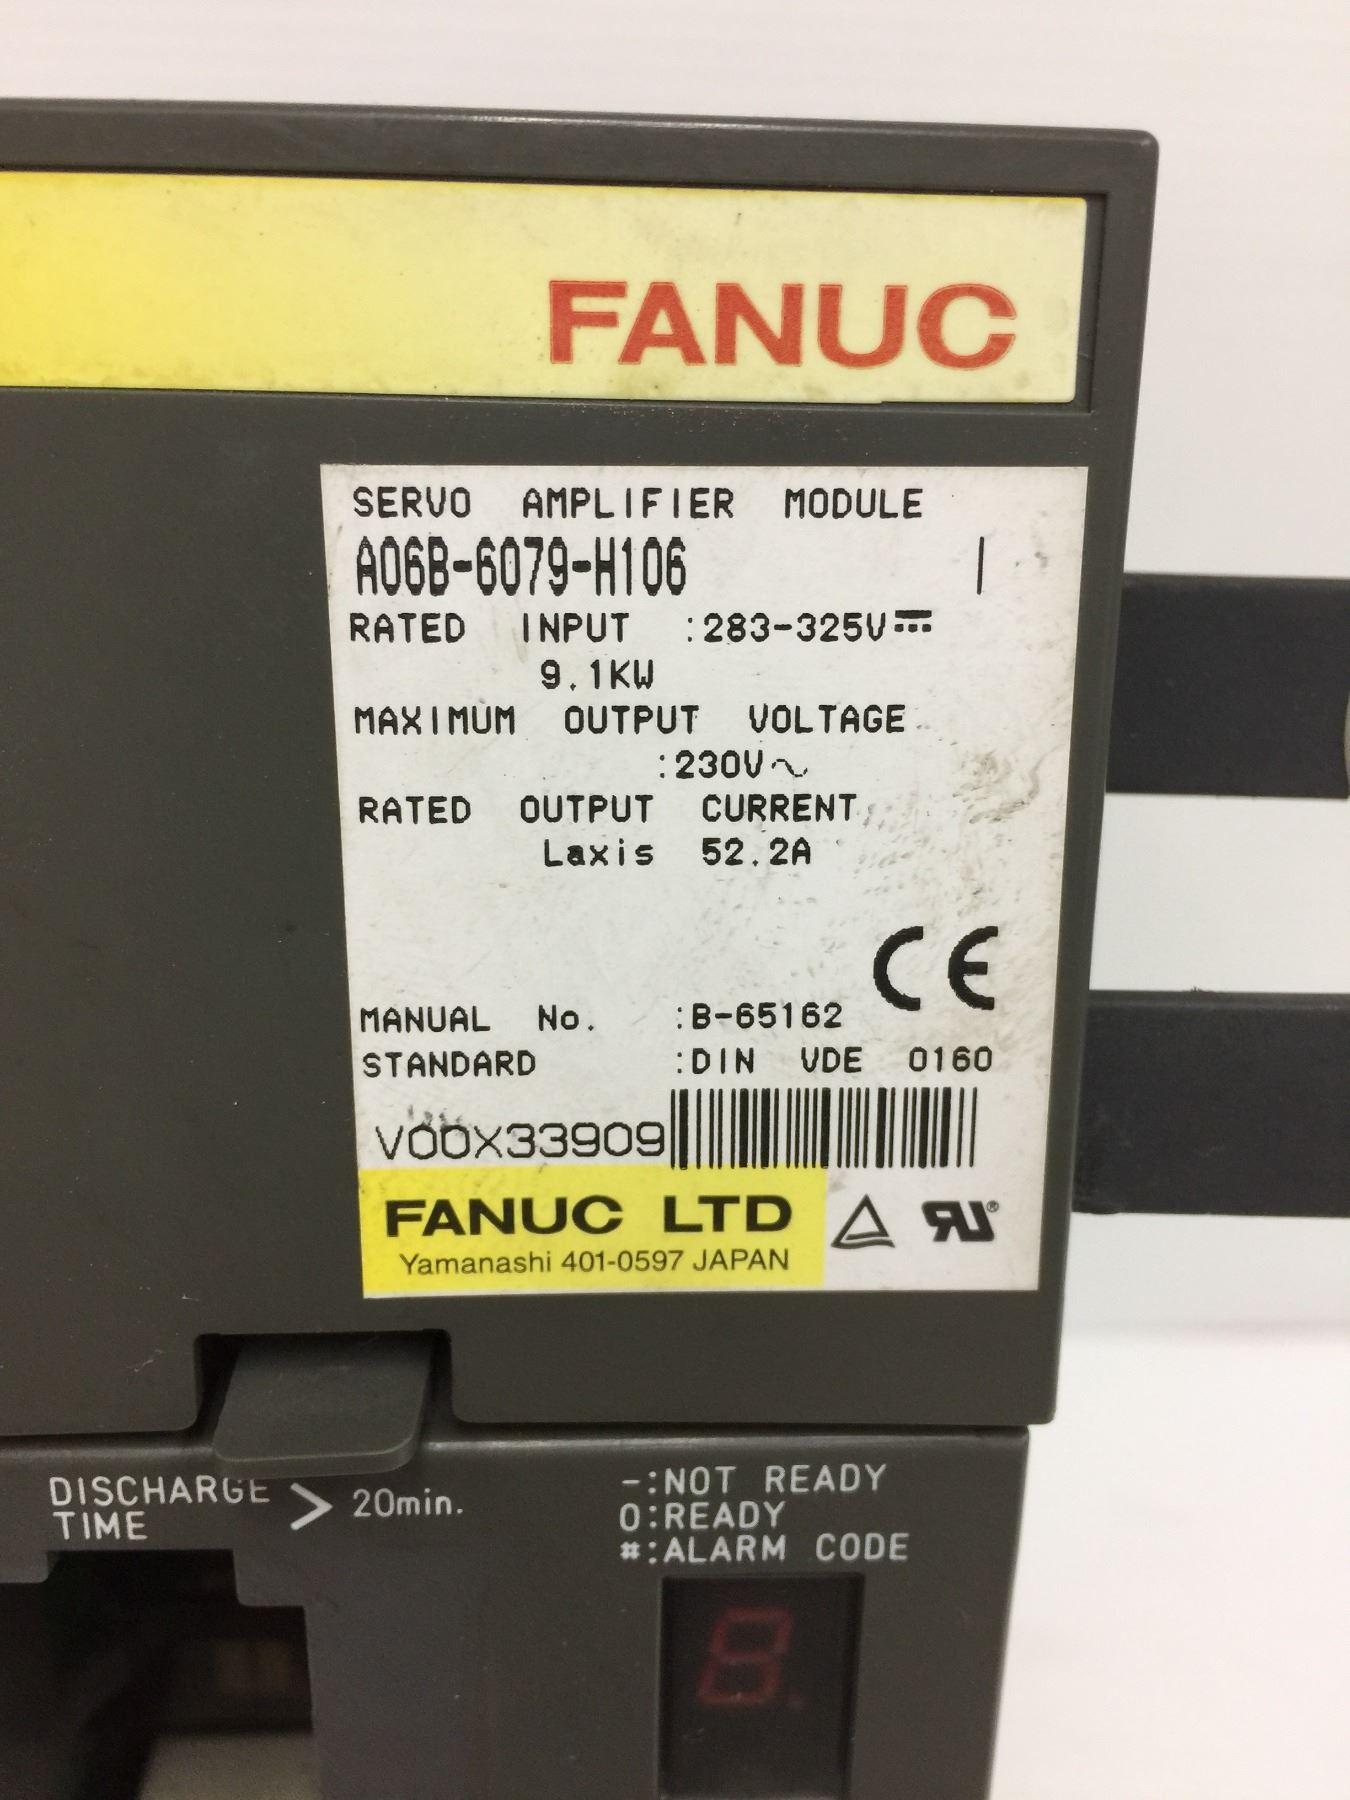 FANUC
SERVO AMPLIFIER MODULE
A06B-6079-H106 I
RATED INPUT :283-325V⎓
9.1KW
MAXIMUM OUTPUT VOLTAGE
:230V~
RATED OUTPUT CURRENT
Laxis 52.2A
CE
MANUAL No. :B-65162
STANDARD :DIN VDE 0160
V00X33909
FANUC LTD
Yamanashi 401-0597 JAPAN
RU®
DISCHARGE
TIME > 20min.
-:NOT READY
0:READY
#:ALARM CODE
8.